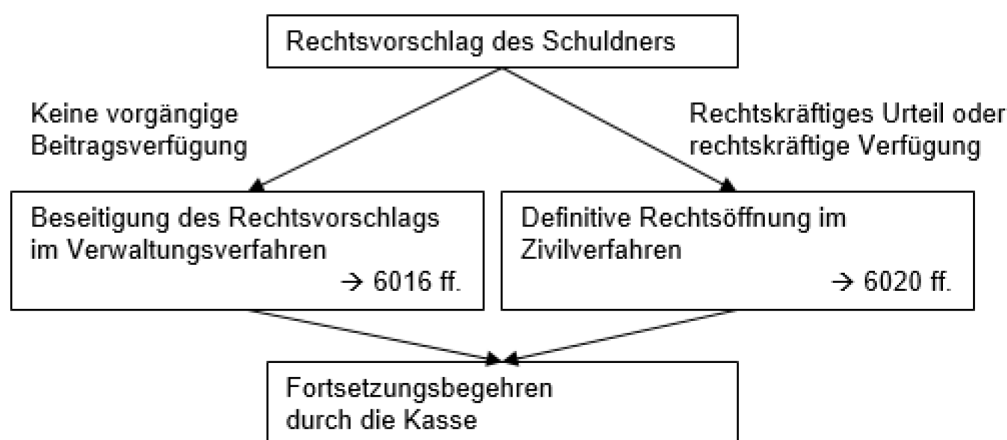 Rechtsvorschlag des Schuldners
Keine vorgängige
Beitragsverfügung
Rechtskräftiges Urteil oder
rechtskräftige Verfügung
Beseitigung des Rechtsvorschlags
im Verwaltungsverfahren
→ 6016 ff.
Definitive Rechtsöffnung im
Zivilverfahren
→ 6020 ff.
Fortsetzungsbegehren
durch die Kasse